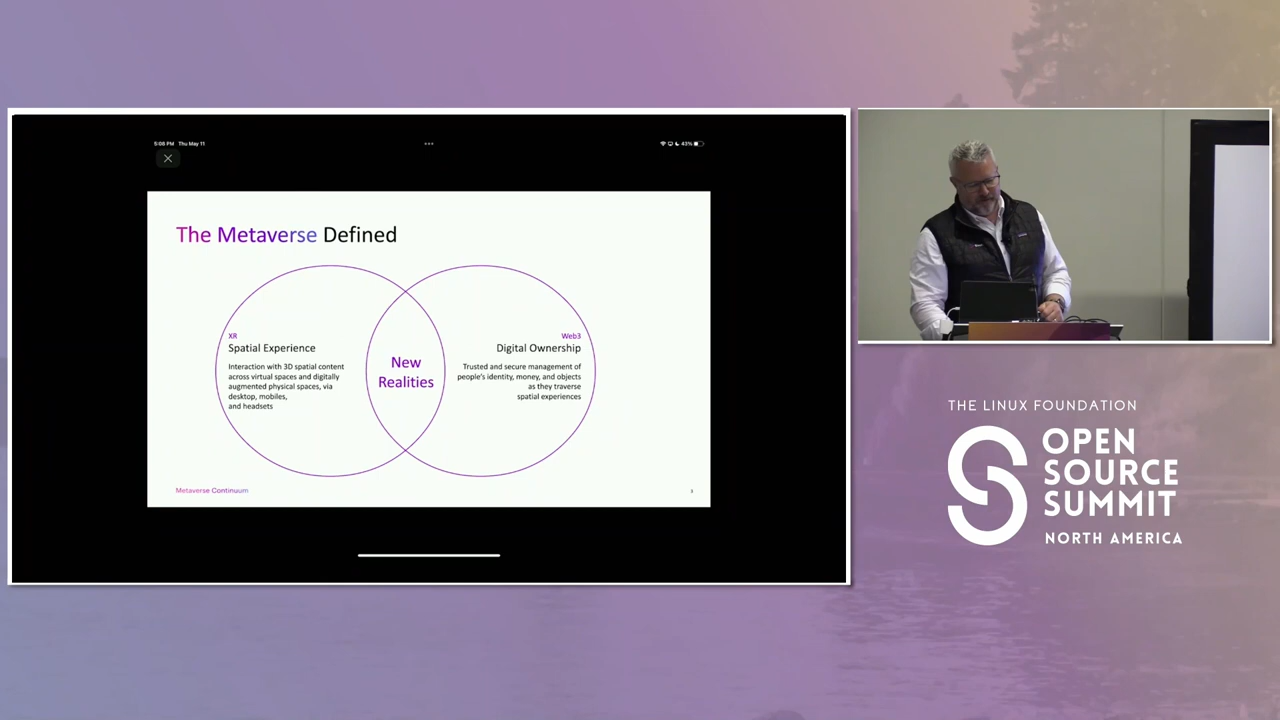 5:08 PM Thu May 11
43%
The Metaverse Defined
XR
Spatial Experience
Interaction with 3D spatial content
across virtual spaces and digitally
augmented physical spaces, via
desktop, mobiles,
and headsets
New
Realities
Web3
Digital Ownership
Trusted and secure management of
people's identity, money, and objects
as they traverse
spatial experiences
Metaverse Continuum
THE LINUX FOUNDATION
OPEN
SOURCE
SUMMIT
NORTH AMERICA